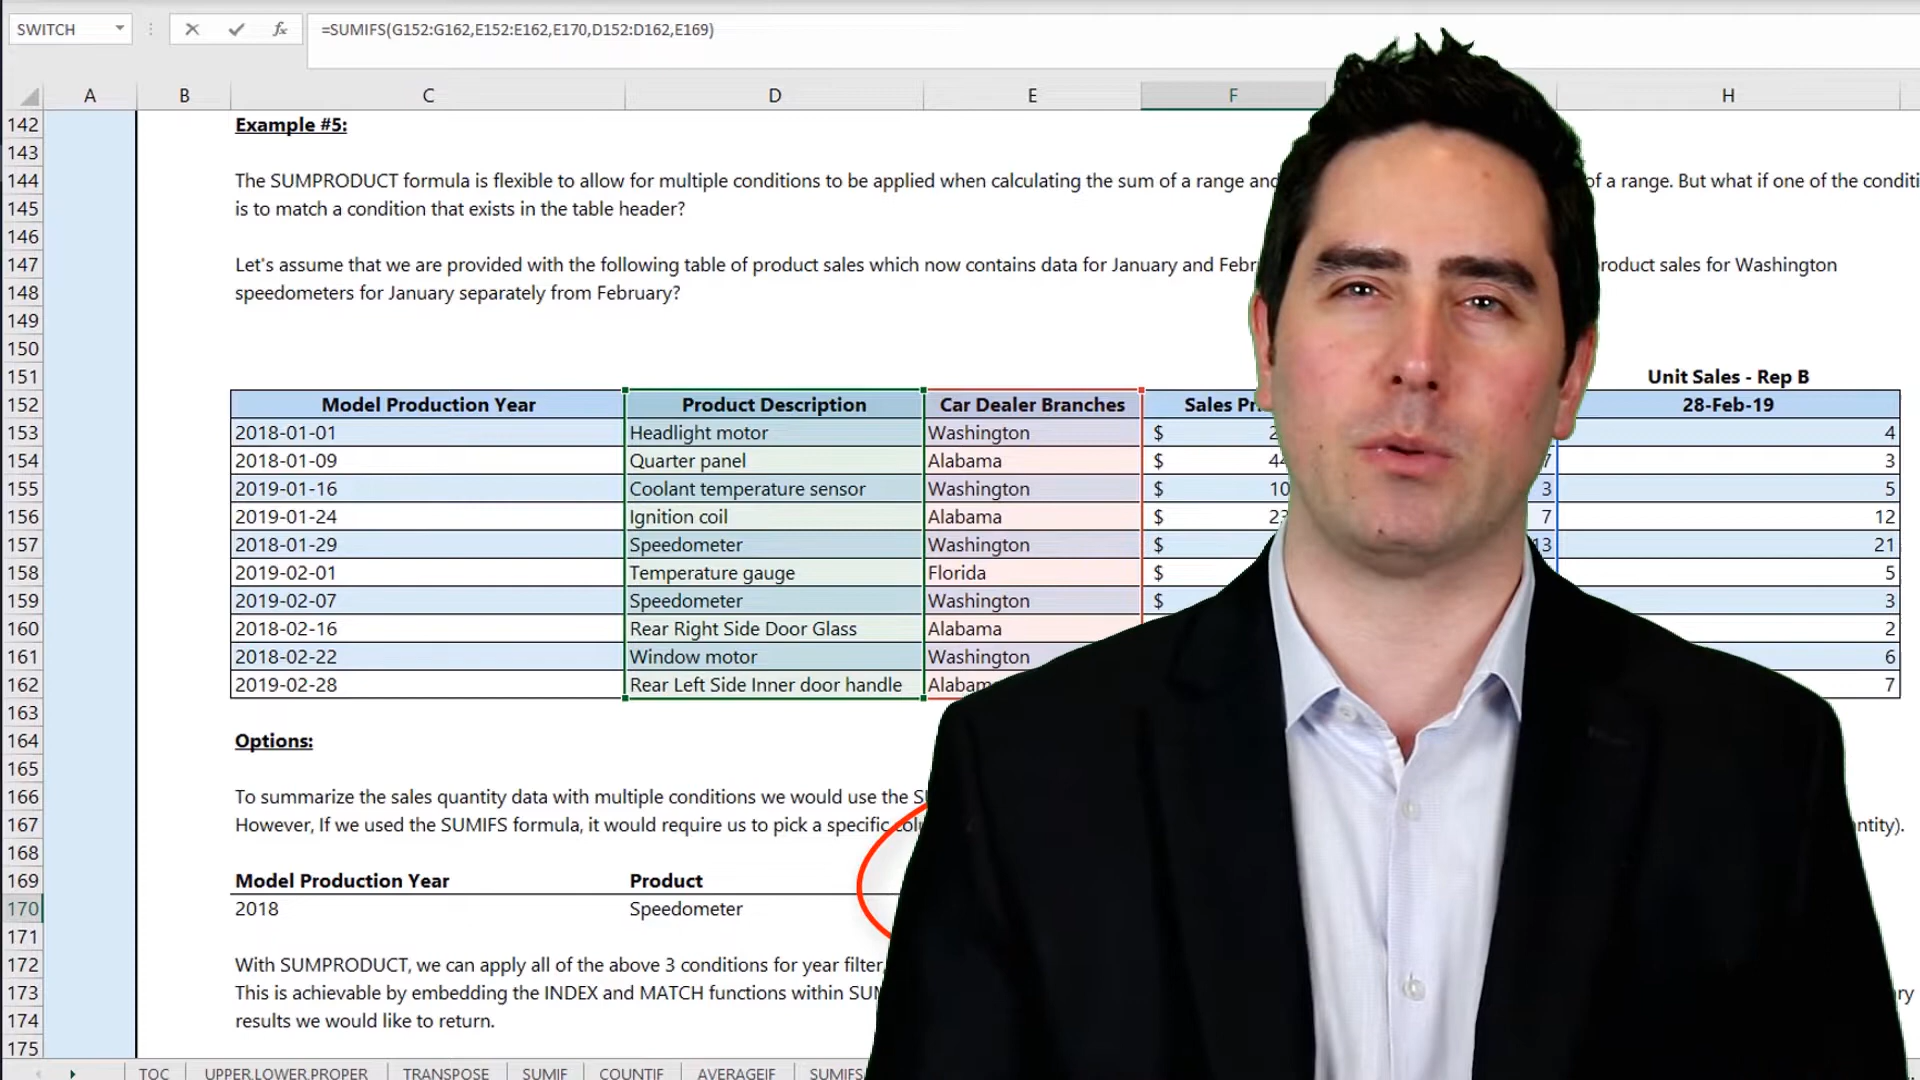 SWITCH
=SUMIFS(G152:G162,E152:E162,E170,D152:D162,E169)
A B C D E F H
142 Example #5:
143
144 The SUMPRODUCT formula is flexible to allow for multiple conditions to be applied when calculating the sum of a range and of a range. But what if one of the conditi
145 is to match a condition that exists in the table header?
146
147 Let's assume that we are provided with the following table of product sales which now contains data for January and Febr product sales for Washington
148 speedometers for January separately from February?
149
150
151 Unit Sales - Rep B
152 Model Production Year Product Description Car Dealer Branches Sales 28-Feb-19
153 2018-01-01 Headlight motor Washington $ 4
154 2018-01-09 Quarter panel Alabama $ 7 3
155 2019-01-16 Coolant temperature sensor Washington $ 10 3 5
156 2019-01-24 Ignition coil Alabama $ 7 12
157 2018-01-29 Speedometer Washington $ 13 21
158 2019-02-01 Temperature gauge Florida $ 5
159 2019-02-07 Speedometer Washington $ 3
160 2018-02-16 Rear Right Side Door Glass Alabama 2
161 2018-02-22 Window motor Washington 6
162 2019-02-28 Rear Left Side Inner door handle Alabam 7
163
164 Options:
165
166 To summarize the sales quantity data with multiple conditions we would use the
167 However, If we used the SUMIFS formula, it would require us to pick a specific ntity).
168
169 Model Production Year Product
170 2018 Speedometer
171
172 With SUMPRODUCT, we can apply all of the above 3 conditions for year filter,
173 This is achievable by embedding the INDEX and MATCH functions within SU ry
174 results we would like to return.
175
TOC UPPER,LOWER,PROPER TRANSPOSE SUMIF COUNTIF AVERAGEIF SUMIFS